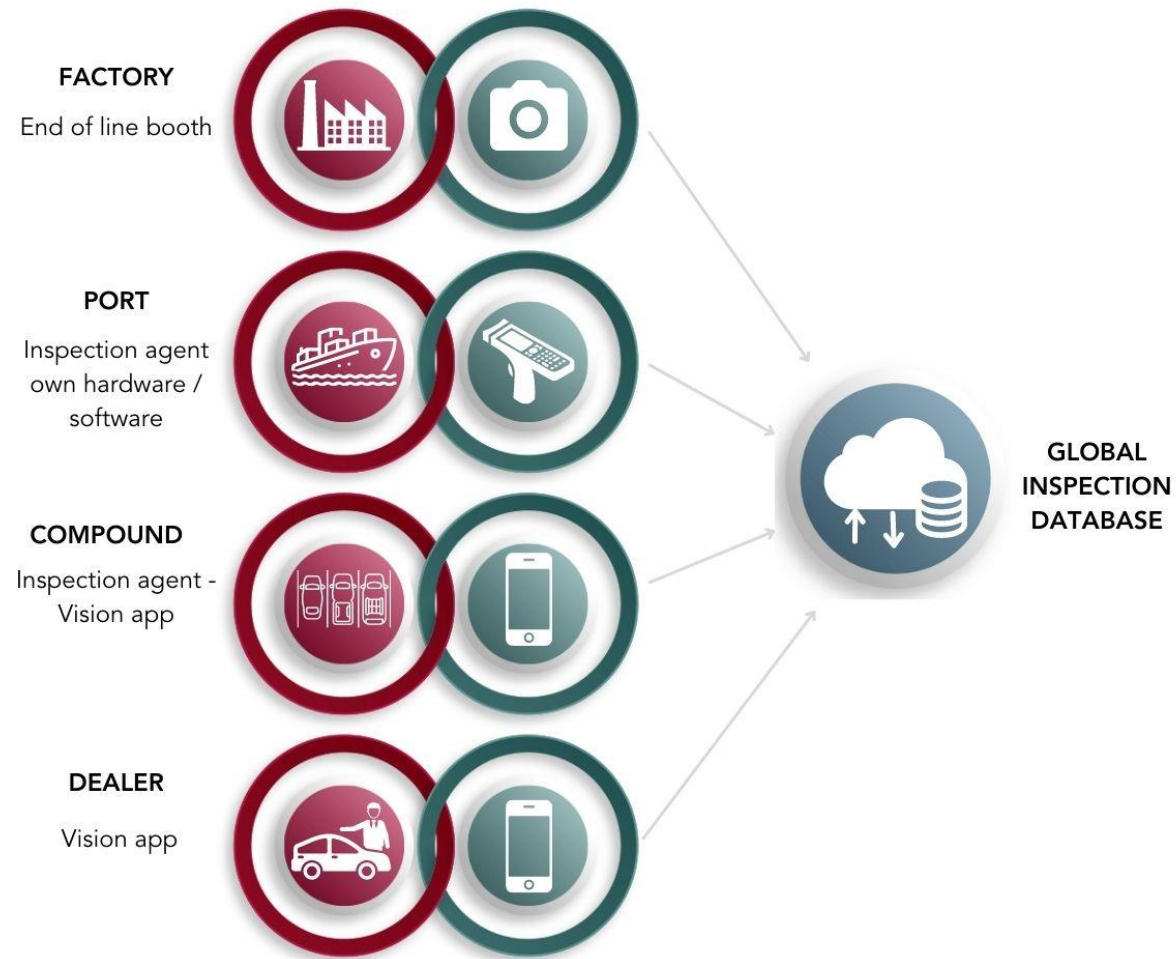 FACTORY
End of line booth
PORT
Inspection agent
own hardware /
software
COMPOUND
Inspection agent -
Vision app
DEALER
Vision app
GLOBAL
INSPECTION
DATABASE